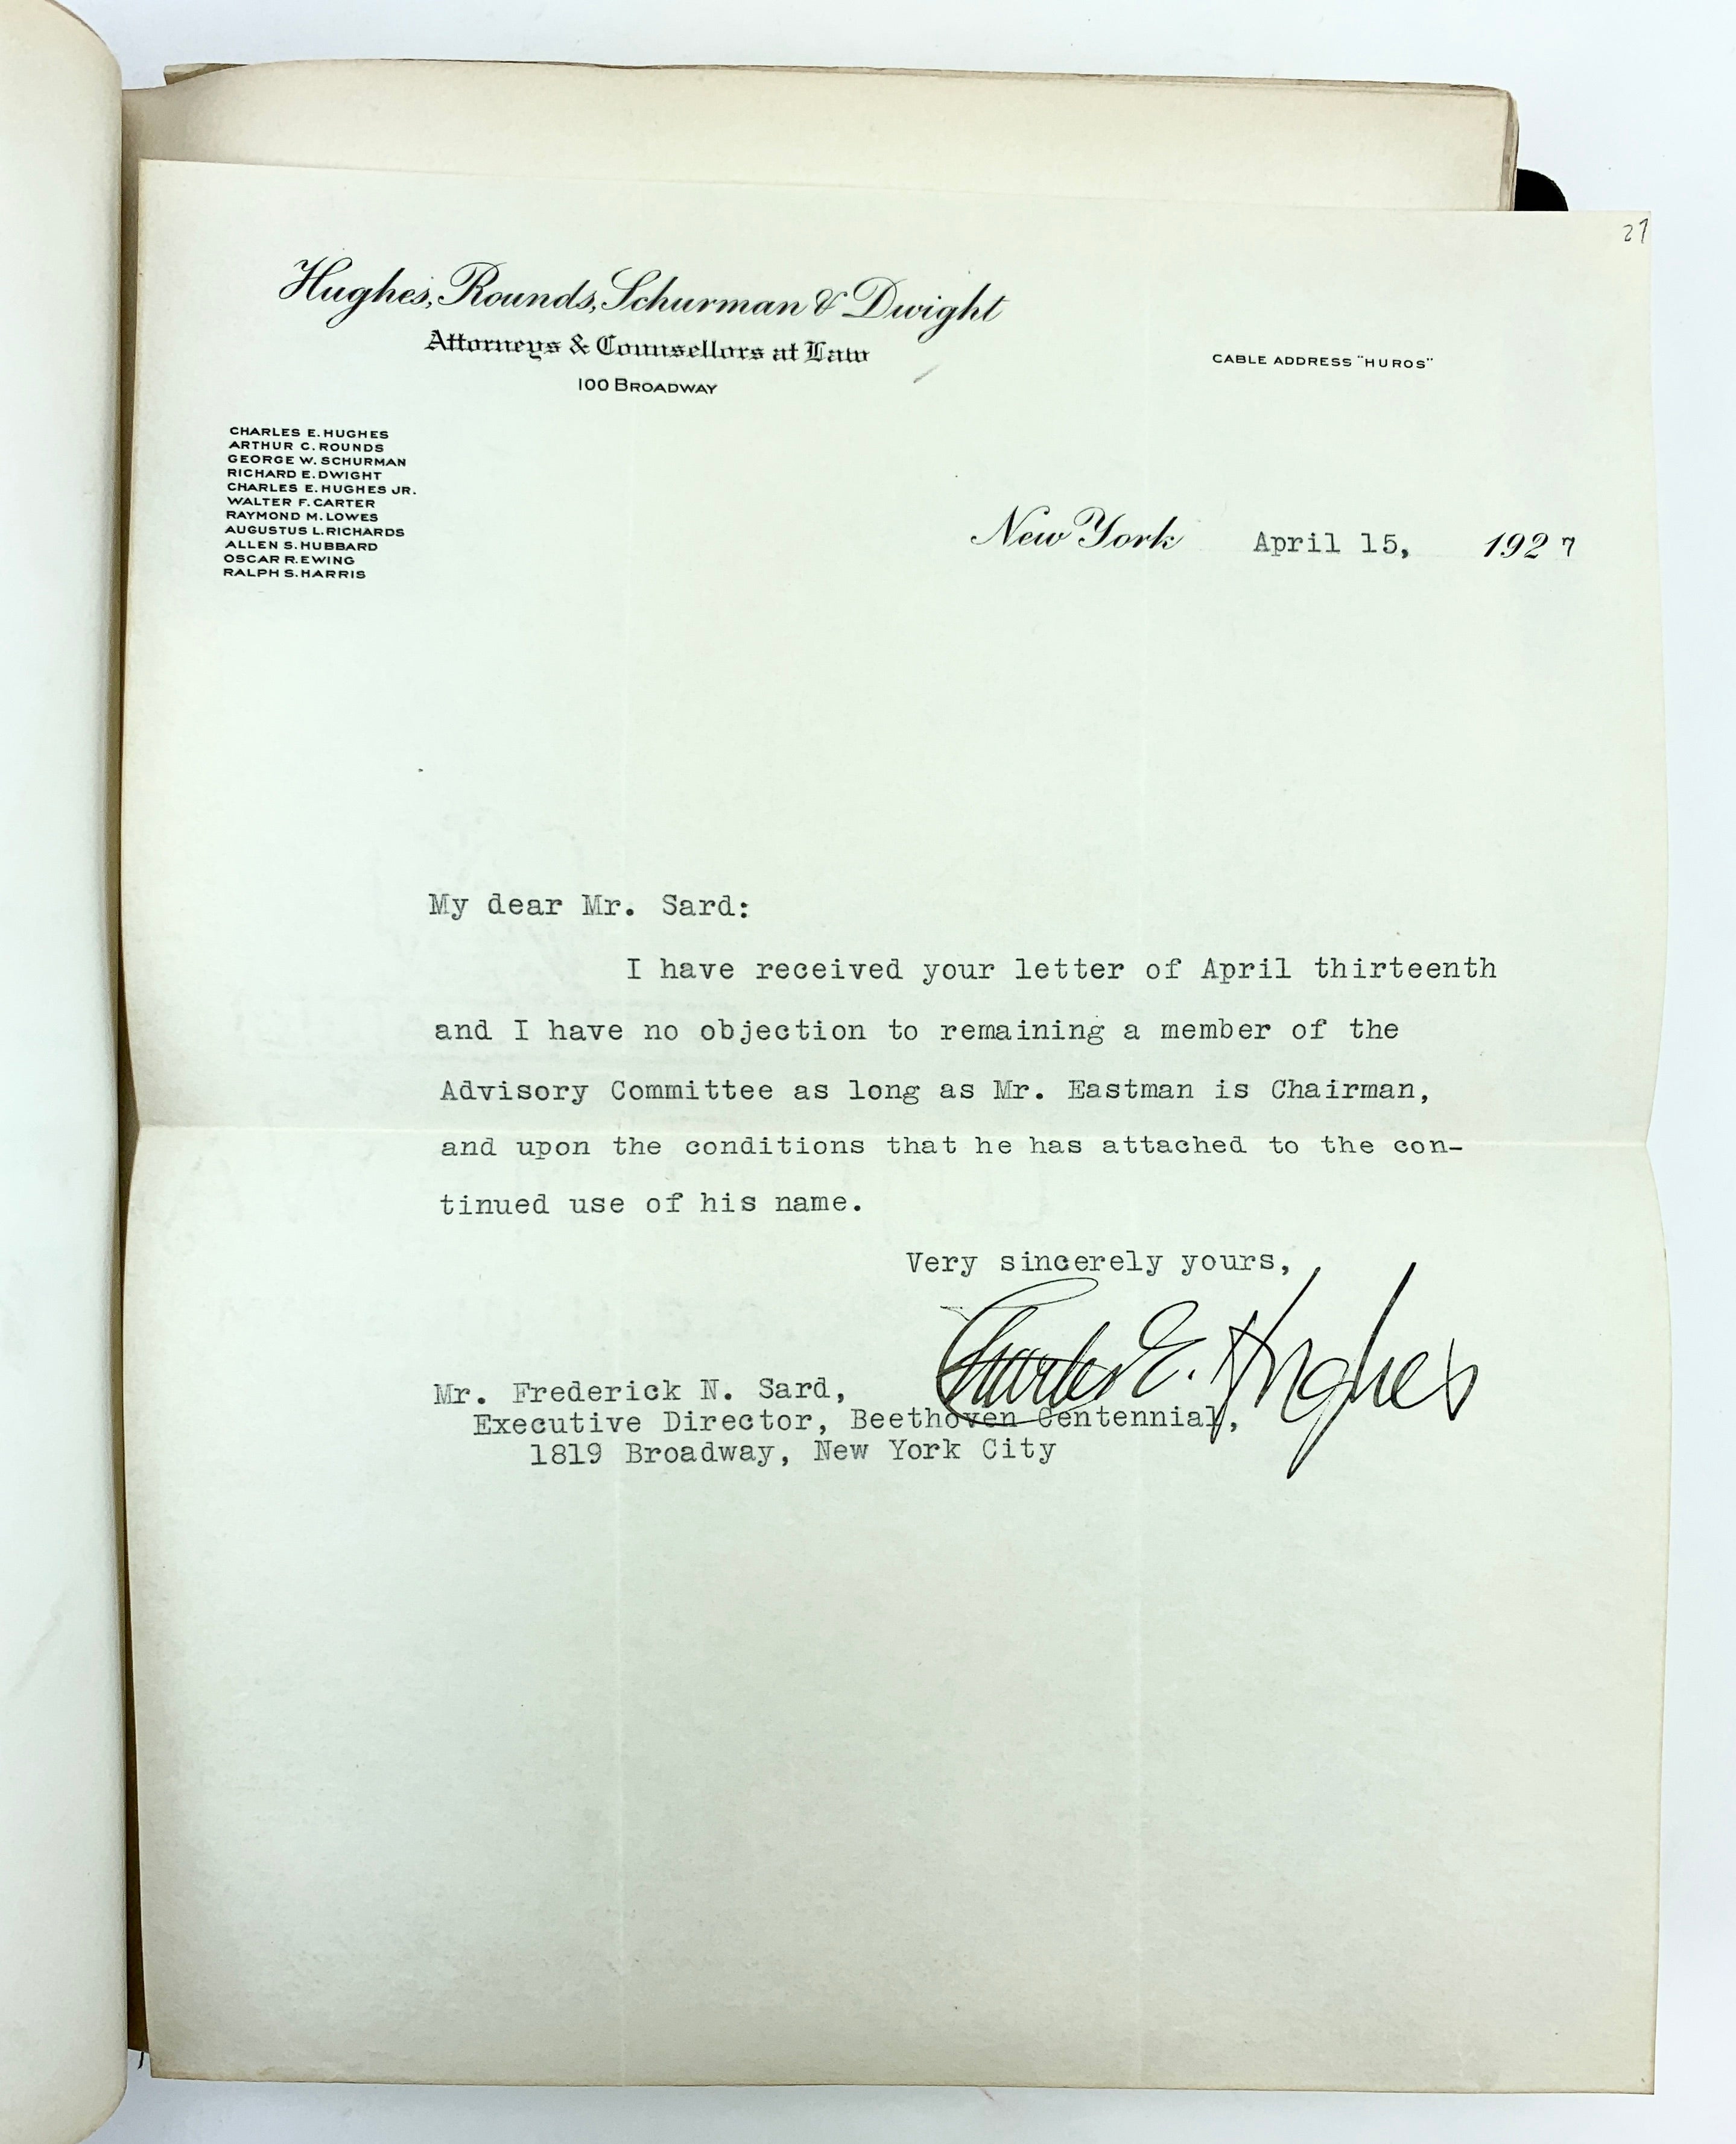 27
Hughes, Rounds, Schurman & Dwight
Attorneys & Counsellors at Law
100 BROADWAY
CABLE ADDRESS "HUROS"
CHARLES E. HUGHES
ARTHUR C. ROUNDS
GEORGE W. SCHURMAN
RICHARD E. DWIGHT
CHARLES E. HUGHES JR.
WALTER F. CARTER
RAYMOND M. LOWES
AUGUSTUS L. RICHARDS
ALLEN S. HUBBARD
OSCAR R. EWING
RALPH S. HARRIS
New York April 15, 1927
My dear Mr. Sard:
I have received your letter of April thirteenth
and I have no objection to remaining a member of the
Advisory Committee as long as Mr. Eastman is Chairman,
and upon the conditions that he has attached to the con-
tinued use of his name.
Very sincerely yours,
Charles E. Hughes
Mr. Frederick N. Sard,
Executive Director, Beethoven Centennial,
1819 Broadway, New York City